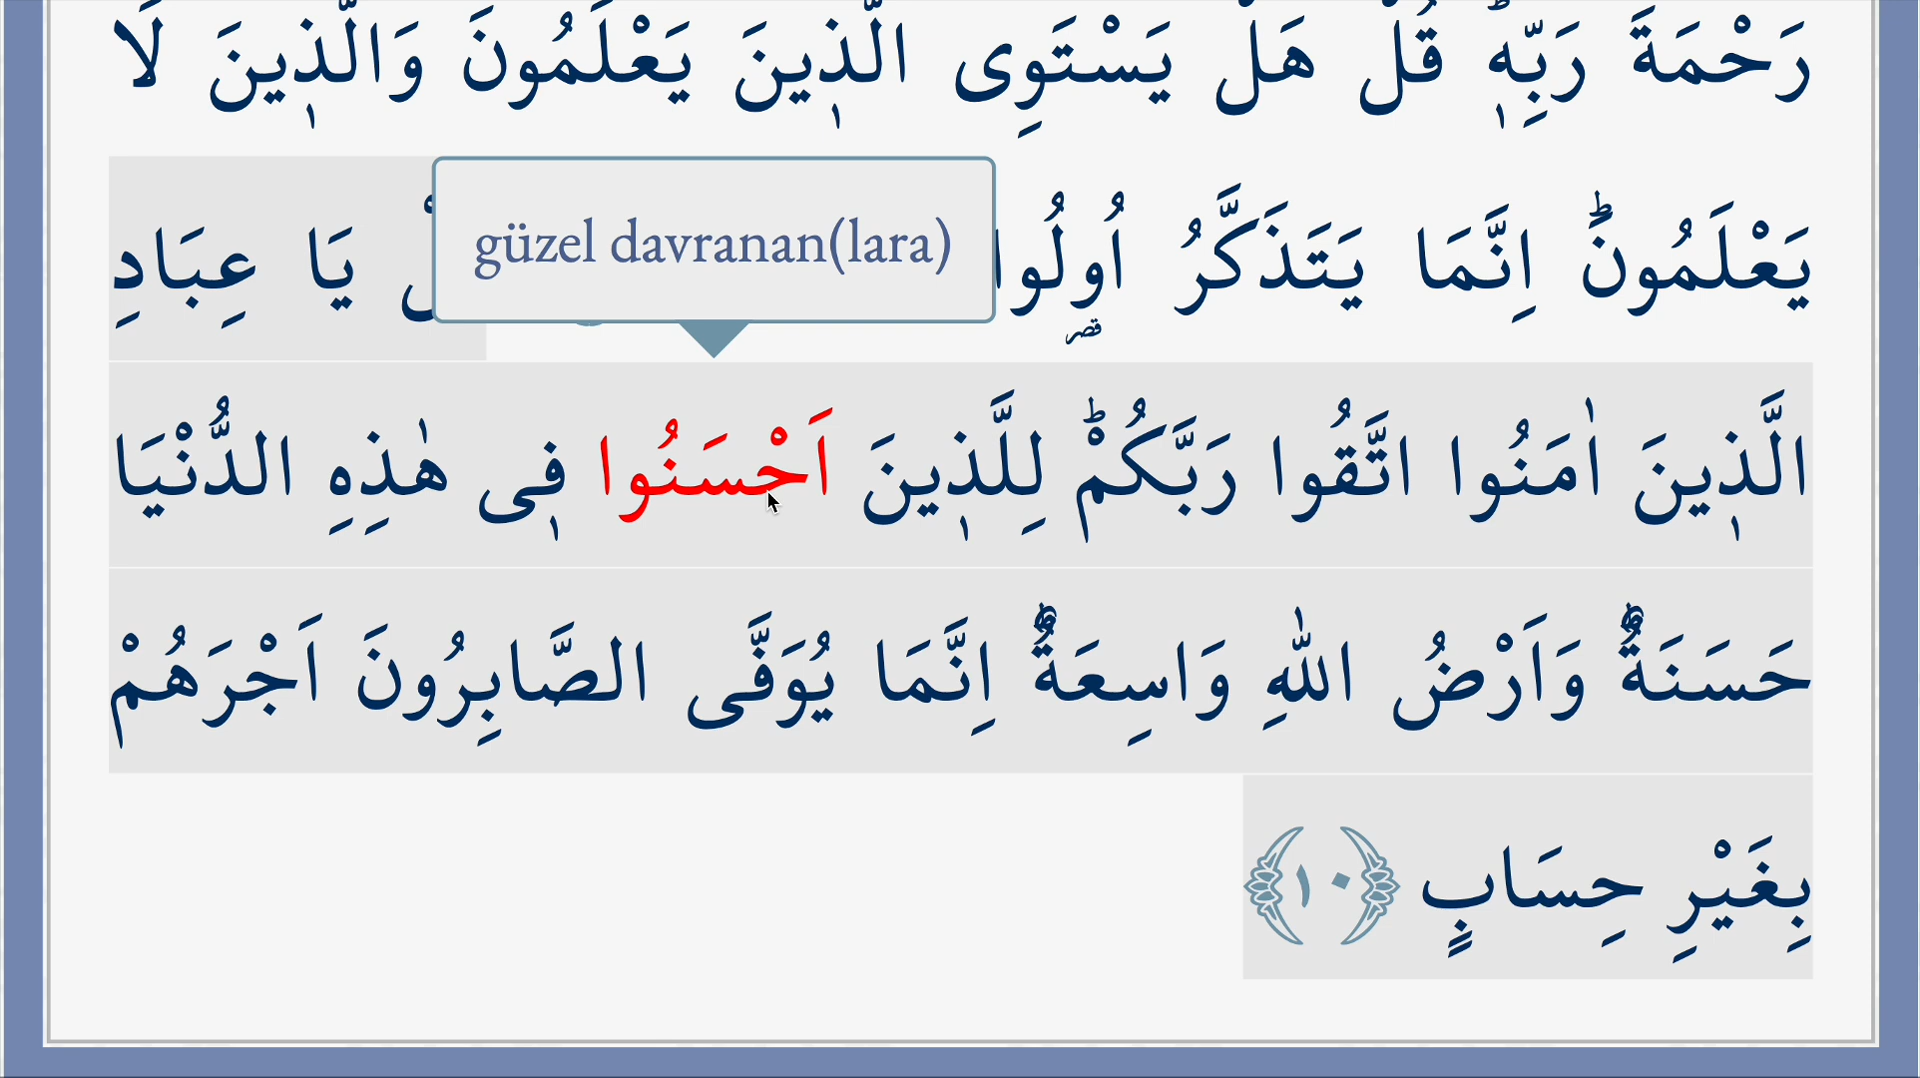 رَحْمَةَ رَبِّه۪ۜ قُلْ هَلْ يَسْتَوِى الَّذ۪ينَ يَعْلَمُونَ وَالَّذ۪ينَ لَا
يَعْلَمُونَۜ اِنَّمَا يَتَذَكَّرُ اُو۬لُوا يَا عِبَادِ
güzel davranan(lara)
الَّذ۪ينَ اٰمَنُوا اتَّقُوا رَبَّكُمْۜ لِلَّذ۪ينَ اَحْسَنُوا ف۪ى هٰذِهِ الدُّنْيَا
حَسَنَةٌۜ وَاَرْضُ اللّٰهِ وَاسِعَةٌۜ اِنَّمَا يُوَفَّى الصَّابِرُونَ اَجْرَهُمْ
بِغَيْرِ حِسَابٍ ﴿١٠﴾